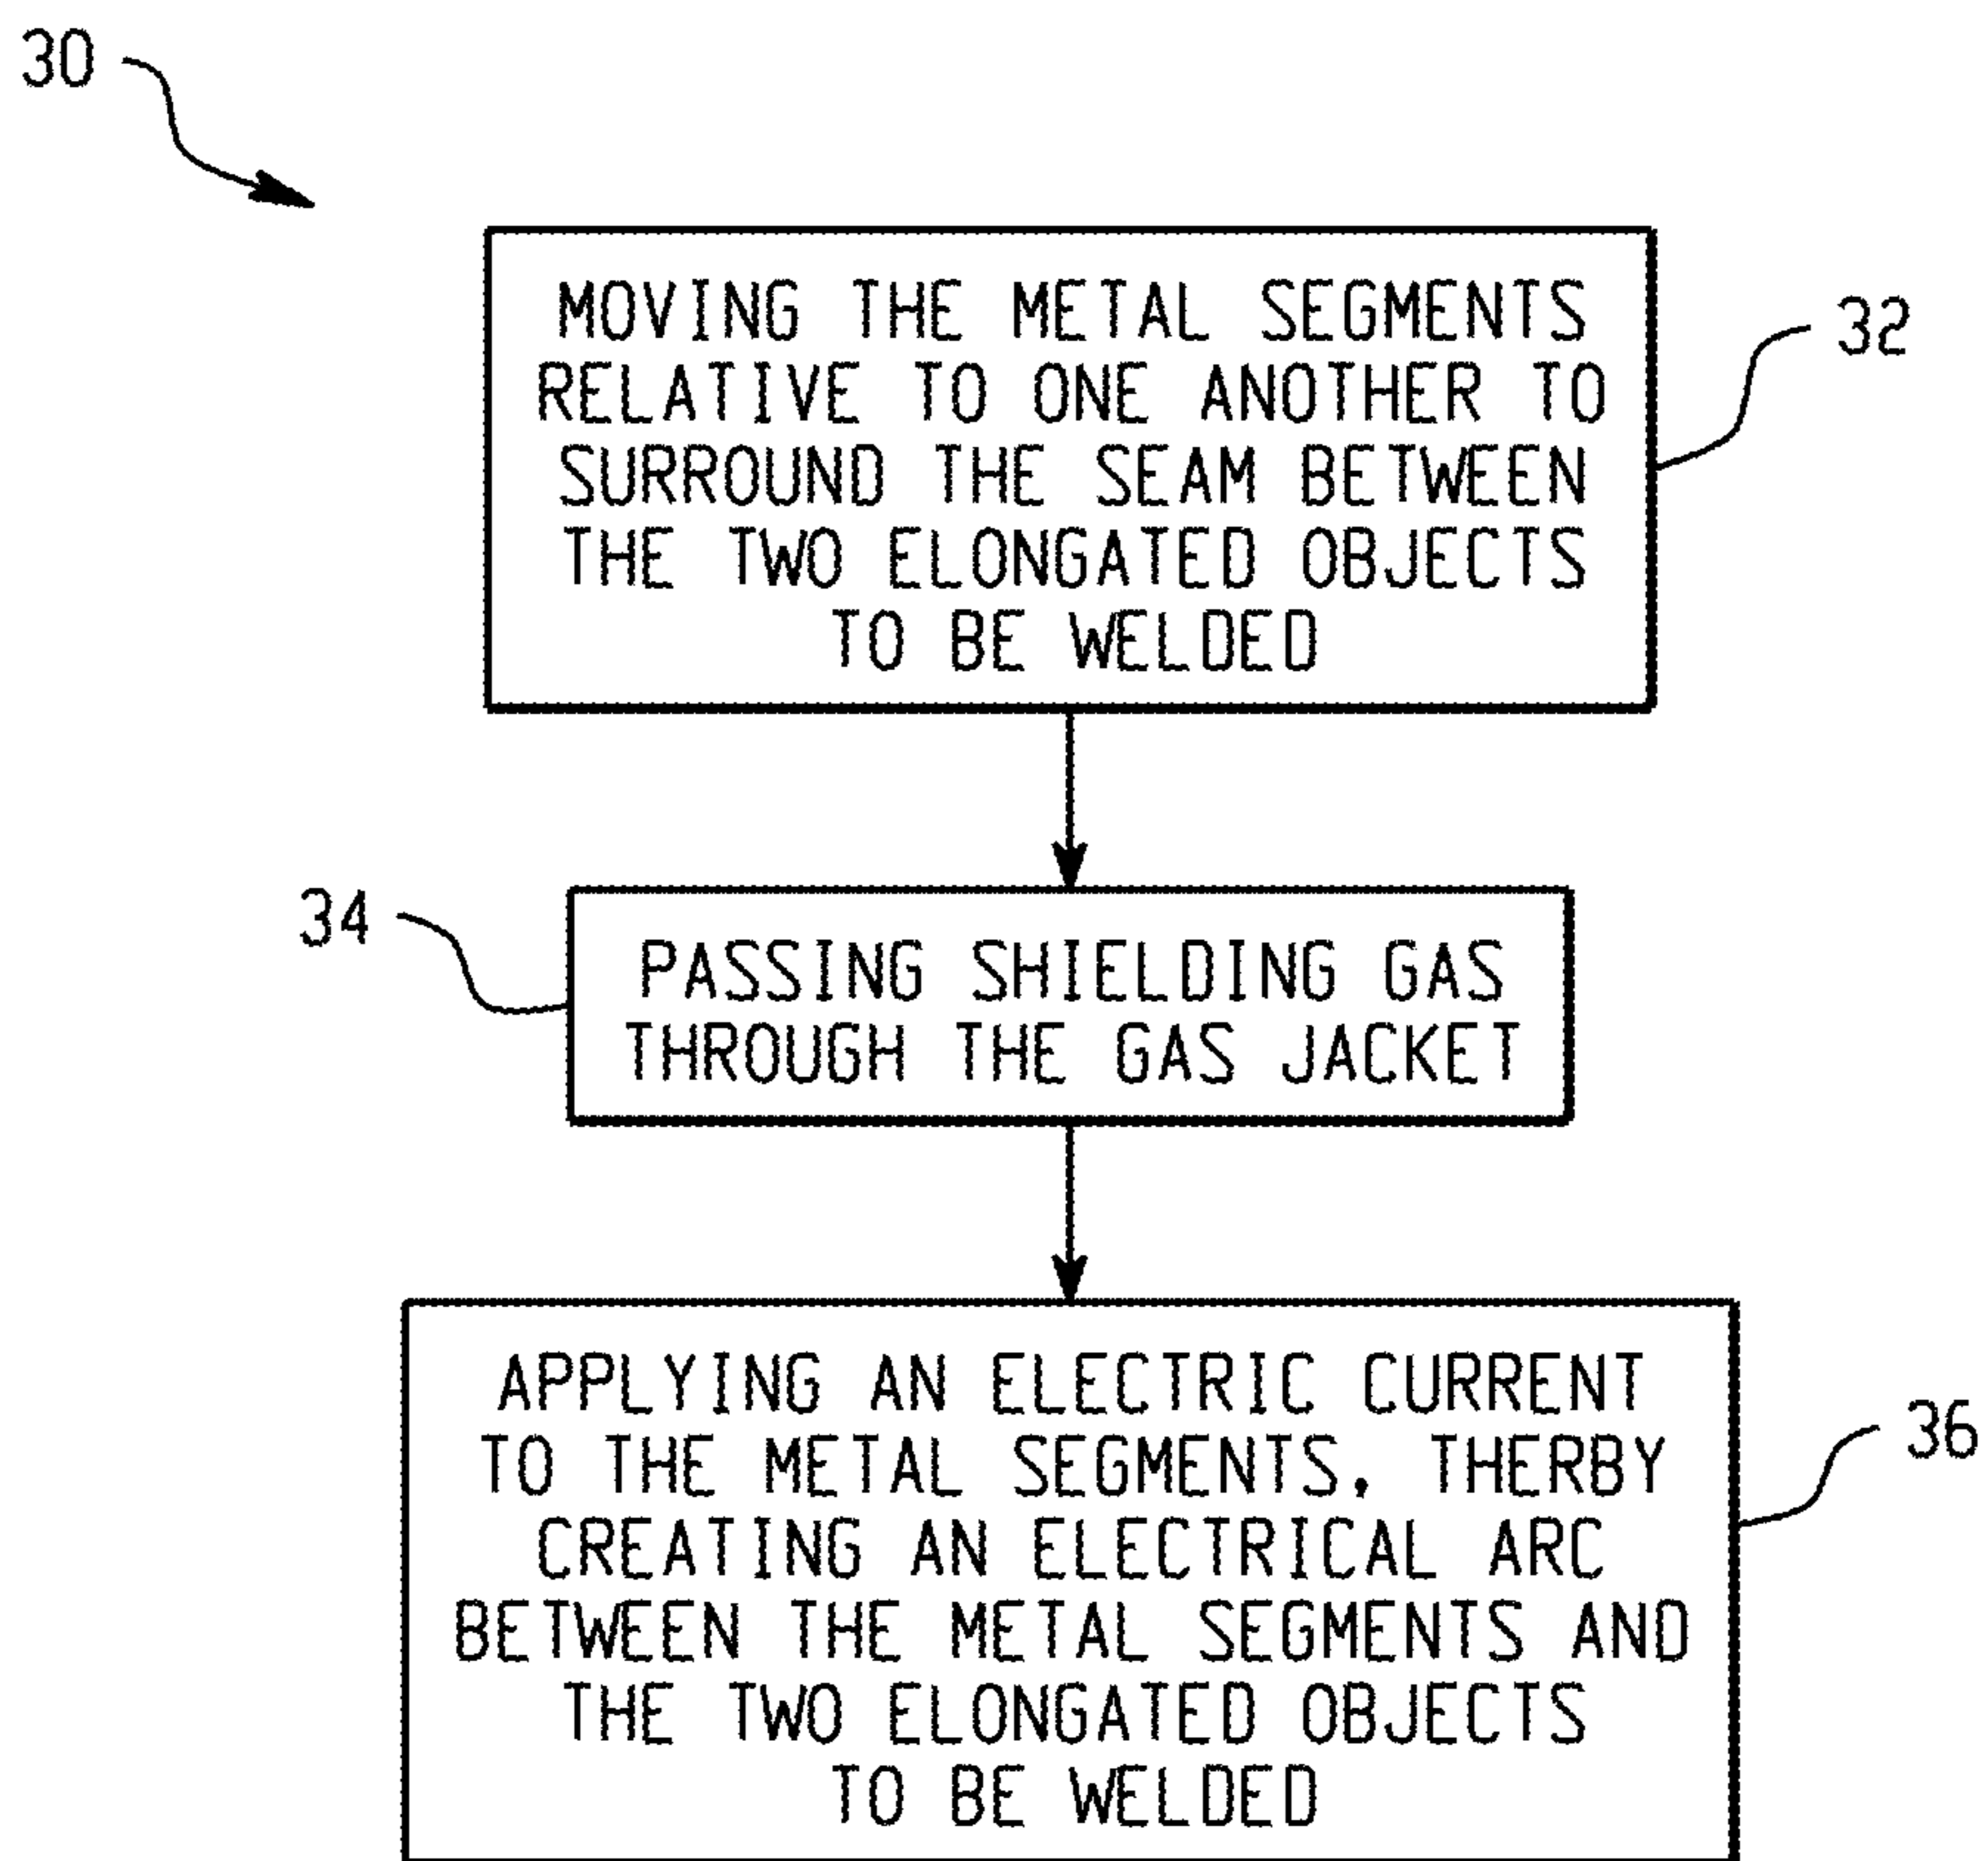 30
MOVING THE METAL SEGMENTS
RELATIVE TO ONE ANOTHER TO
SURROUND THE SEAM BETWEEN
THE TWO ELONGATED OBJECTS
TO BE WELDED
32
34
PASSING SHIELDING GAS
THROUGH THE GAS JACKET
APPLYING AN ELECTRIC CURRENT
TO THE METAL SEGMENTS, THERBY
CREATING AN ELECTRICAL ARC
BETWEEN THE METAL SEGMENTS AND
THE TWO ELONGATED OBJECTS
TO BE WELDED
36